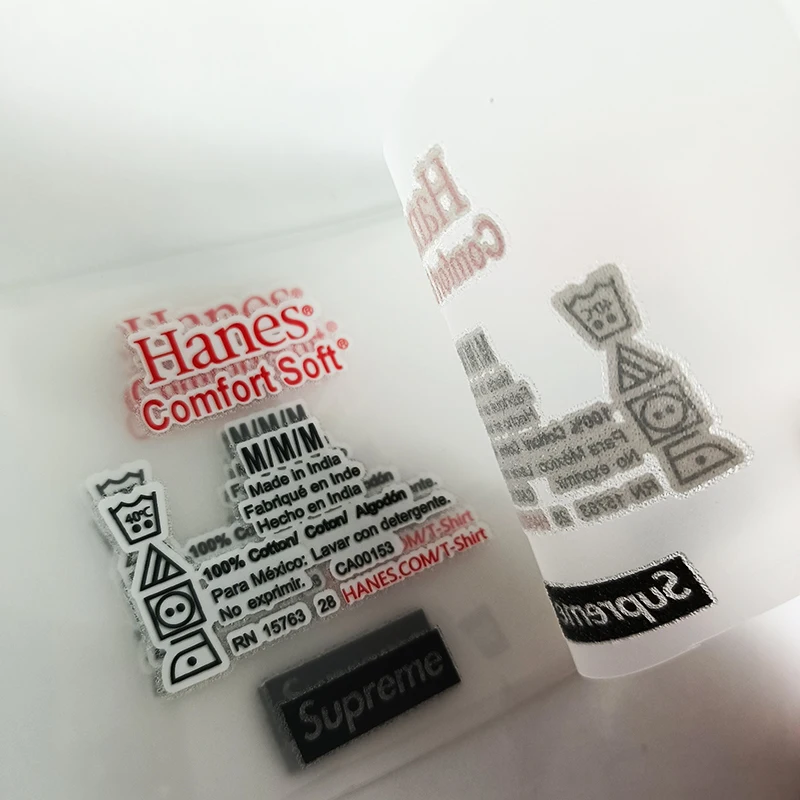 Hanes®
Comfort Soft®
M/M/M
Made in India
Fabriqué en Inde
Hecho en India
100% Cotton/ Coton/ Algodón
Para México: Lavar con detergente.
No exprimir.
CA00153
RN 15763 28
HANES.COM/T-Shirt
40°C
Supreme